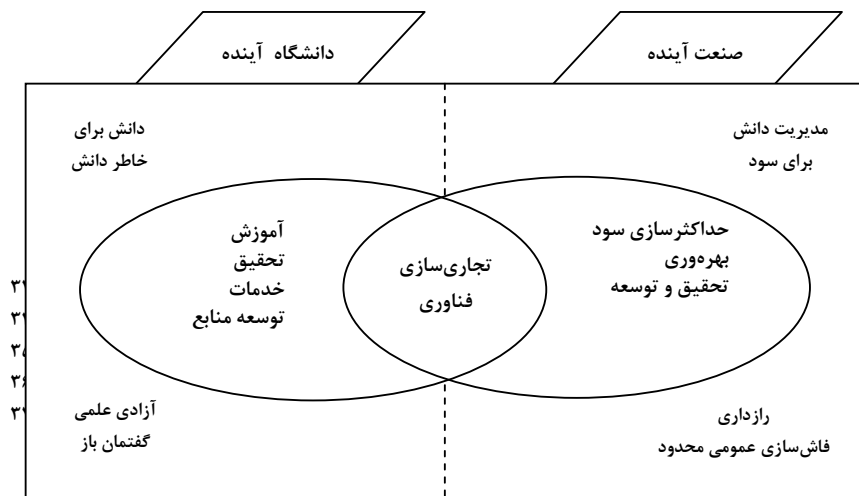 صنعت آینده
دانشگاه آینده
مدیریت دانش
برای سود
دانش برای
خاطر دانش
حداکثرسازی سود
بهره‌وری
تحقیق و توسعه
تجاری‌سازی
فناوری
آموزش
تحقیق
خدمات
توسعه منابع
رازداری
فاش‌سازی عمومی محدود
آزادی علمی
گفتمان باز